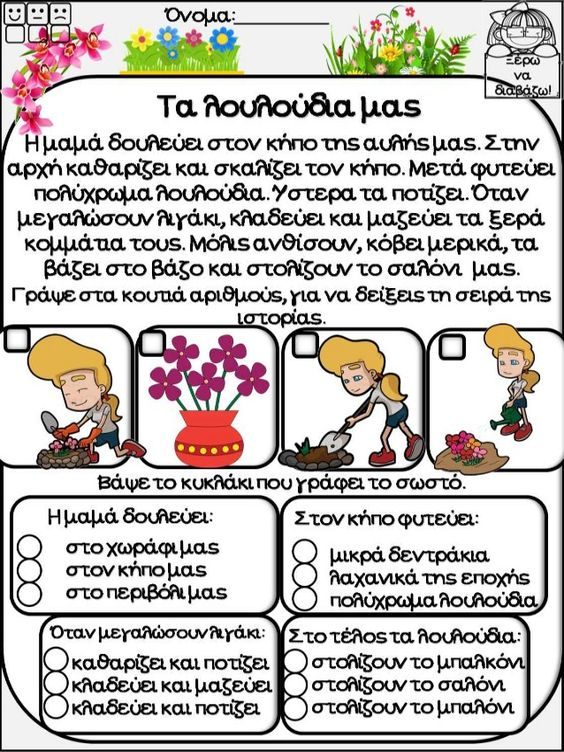 Όνομα:
Ξέρω
να
διαβάζω!
Τα λουλούδια μας
Η μαμά δουλεύει στον κήπο της αυλής μας. Στην
αρχή καθαρίζει και σκαλίζει τον κήπο. Μετά φυτεύει
πολύχρωμα λουλούδια. Ύστερα τα ποτίζει. Όταν
μεγαλώσουν λιγάκι, κλαδεύει και μαζεύει τα ξερά
κομμάτια τους. Μόλις ανθίσουν, κόβει μερικά, τα
βάζει στο βάζο και στολίζουν το σαλόνι μας.
Γράψε στα κουτιά αριθμούς, για να δείξεις τη σειρά της
ιστορίας.
Βάψε το κυκλάκι που γράφει το σωστό.
Η μαμά δουλεύει:
στο χωράφι μας
στον κήπο μας
στο περιβόλι μας
Στον κήπο φυτεύει:
μικρά δεντράκια
λαχανικά της εποχής
πολύχρωμα λουλούδια
Όταν μεγαλώσουν λιγάκι:
καθαρίζει και ποτίζει
κλαδεύει και μαζεύει
κλαδεύει και ποτίζει
Στο τέλος τα λουλούδια:
στολίζουν το μπαλκόνι
στολίζουν το σαλόνι
στολίζουν το μπαλόνι